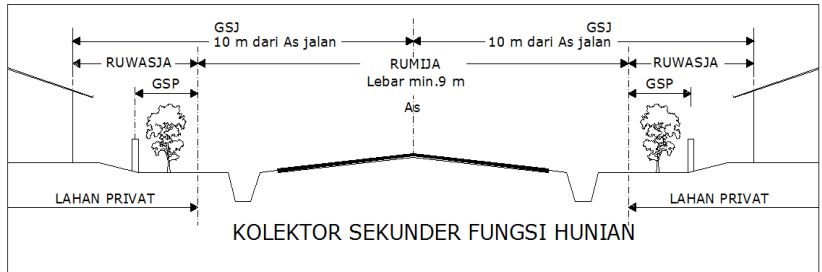 GSJ
10 m dari As jalan
GSJ
10 m dari As jalan
RUWASJA
RUMIJA
Lebar min.9 m
RUWASJA
GSP
GSP
As
LAHAN PRIVAT
LAHAN PRIVAT
KOLEKTOR SEKUNDER FUNGSI HUNIAN